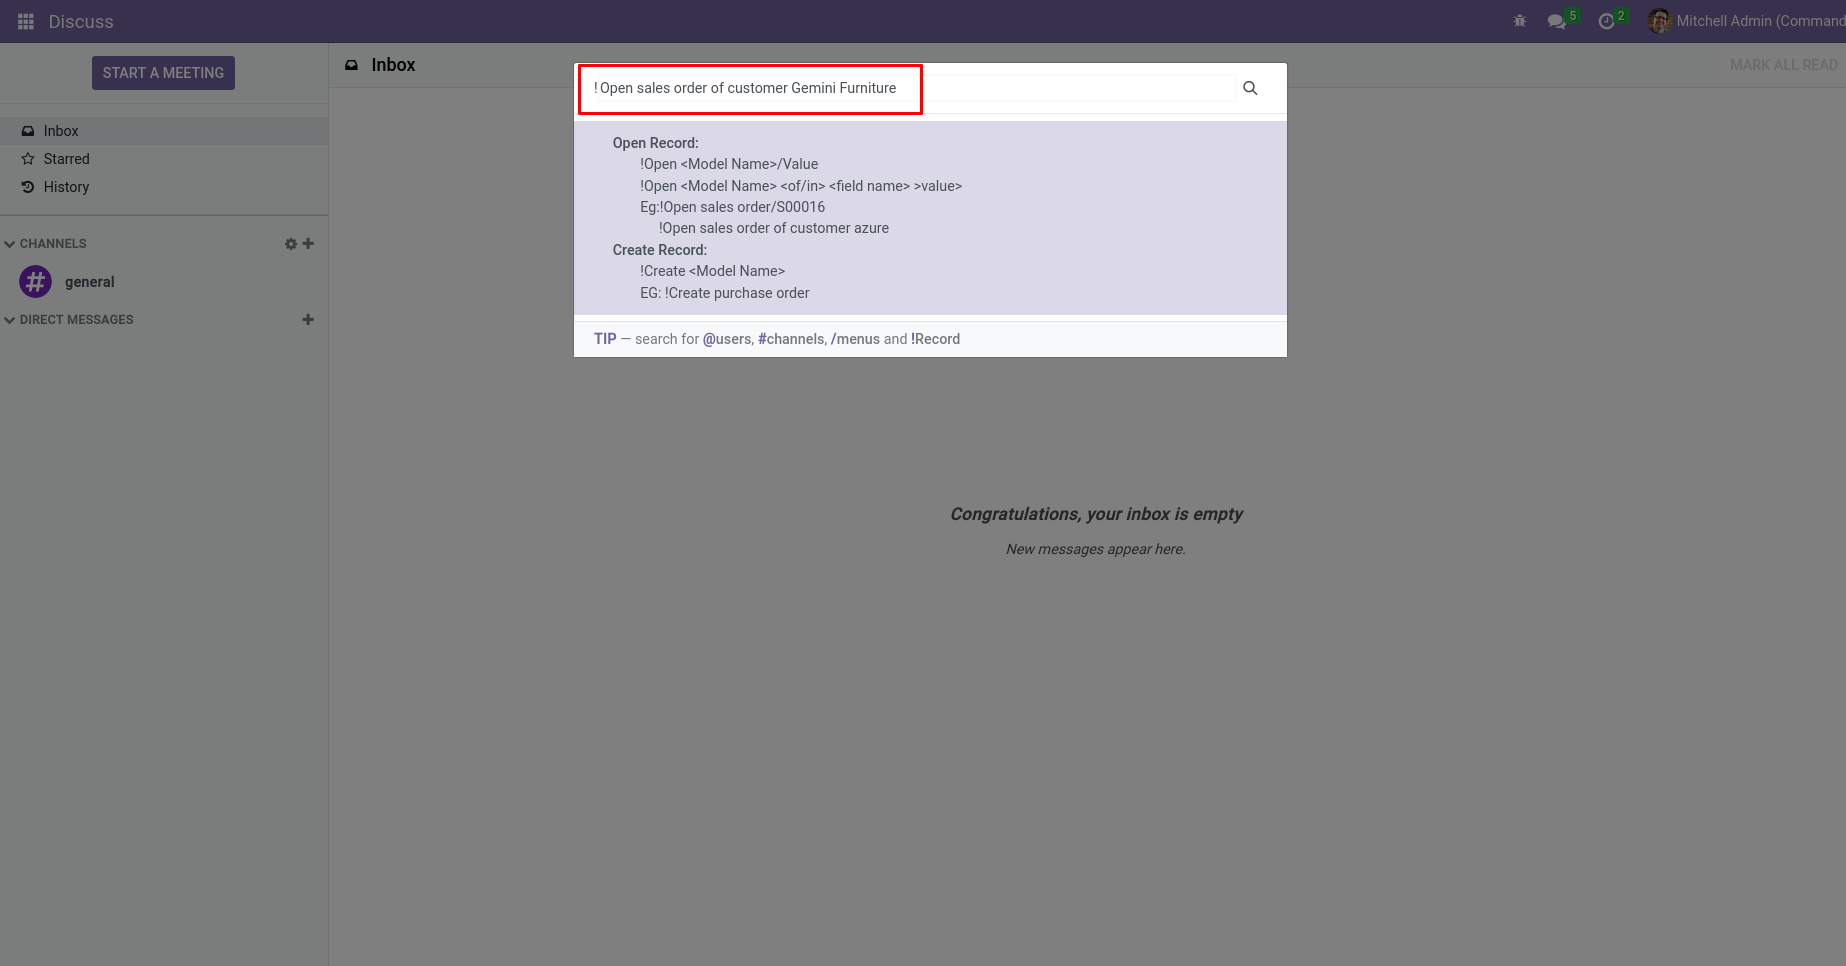 Discuss
5
2
Mitchell Admin (Command
START A MEETING
Inbox
MARK ALL READ
! Open sales order of customer Gemini Furniture
Inbox
Starred
History
CHANNELS
general
DIRECT MESSAGES
Open Record:
!Open <Model Name>/Value
!Open <Model Name> <of/in> <field name> >value>
Eg:!Open sales order/S00016
!Open sales order of customer azure
Create Record:
!Create <Model Name>
EG: !Create purchase order
TIP — search for @users, #channels, /menus and !Record
Congratulations, your inbox is empty
New messages appear here.